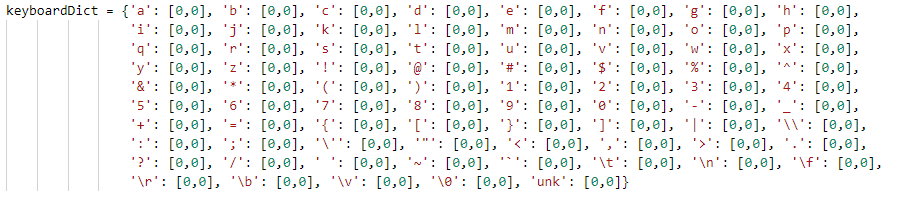 keyboardDict = {'a': [0,0], 'b': [0,0], 'c': [0,0], 'd': [0,0], 'e': [0,0], 'f': [0,0], 'g': [0,0], 'h': [0,0],
'i': [0,0], 'j': [0,0], 'k': [0,0], 'l': [0,0], 'm': [0,0], 'n': [0,0], 'o': [0,0], 'p': [0,0],
'q': [0,0], 'r': [0,0], 's': [0,0], 't': [0,0], 'u': [0,0], 'v': [0,0], 'w': [0,0], 'x': [0,0],
'y': [0,0], 'z': [0,0], '!': [0,0], '@': [0,0], '#': [0,0], '$': [0,0], '%': [0,0], '^': [0,0],
'&': [0,0], '*': [0,0], '(': [0,0], ')': [0,0], '1': [0,0], '2': [0,0], '3': [0,0], '4': [0,0],
'5': [0,0], '6': [0,0], '7': [0,0], '8': [0,0], '9': [0,0], '0': [0,0], '-': [0,0], '_': [0,0],
'+': [0,0], '=': [0,0], '{': [0,0], '[': [0,0], '}': [0,0], ']': [0,0], '|': [0,0], '\\': [0,0],
':': [0,0], ';': [0,0], '\'': [0,0], '"': [0,0], '<': [0,0], ',': [0,0], '>': [0,0], '.': [0,0],
'?': [0,0], '/': [0,0], ' ': [0,0], '~': [0,0], '`': [0,0], '\t': [0,0], '\n': [0,0], '\f': [0,0],
'\r': [0,0], '\b': [0,0], '\v': [0,0], '\0': [0,0], 'unk': [0,0]}